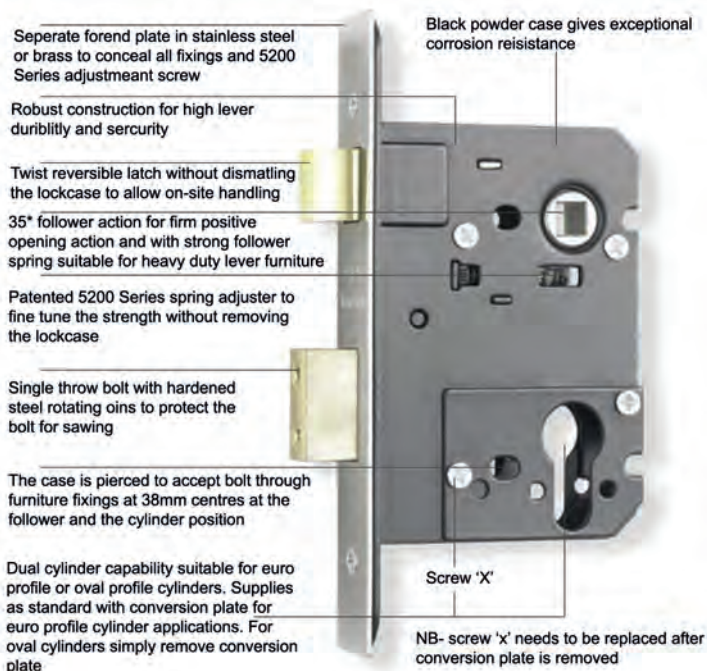 Seperate forend plate in stainless steel
or brass to conceal all fixings and 5200
Series adjustmeant screw
Black powder case gives exceptional
corrosion reisistance
Robust construction for high lever
duriblitly and sercurity
Twist reversible latch without dismatling
the lockcase to allow on-site handling
35* follower action for firm positive
opening action and with strong follower
spring suitable for heavy duty lever furniture
Patented 5200 Series spring adjuster to
fine tune the strength without removing
the lockcase
Single throw bolt with hardened
steel rotating oins to protect the
bolt for sawing
The case is pierced to accept bolt through
furniture fixings at 38mm centres at the
follower and the cylinder position
Dual cylinder capability suitable for euro
profile or oval profile cylinders. Supplies
as standard with conversion plate for
euro profile cylinder applications. For
oval cylinders simply remove conversion
plate
Screw ‘X’
NB- screw ‘x’ needs to be replaced after
conversion plate is removed